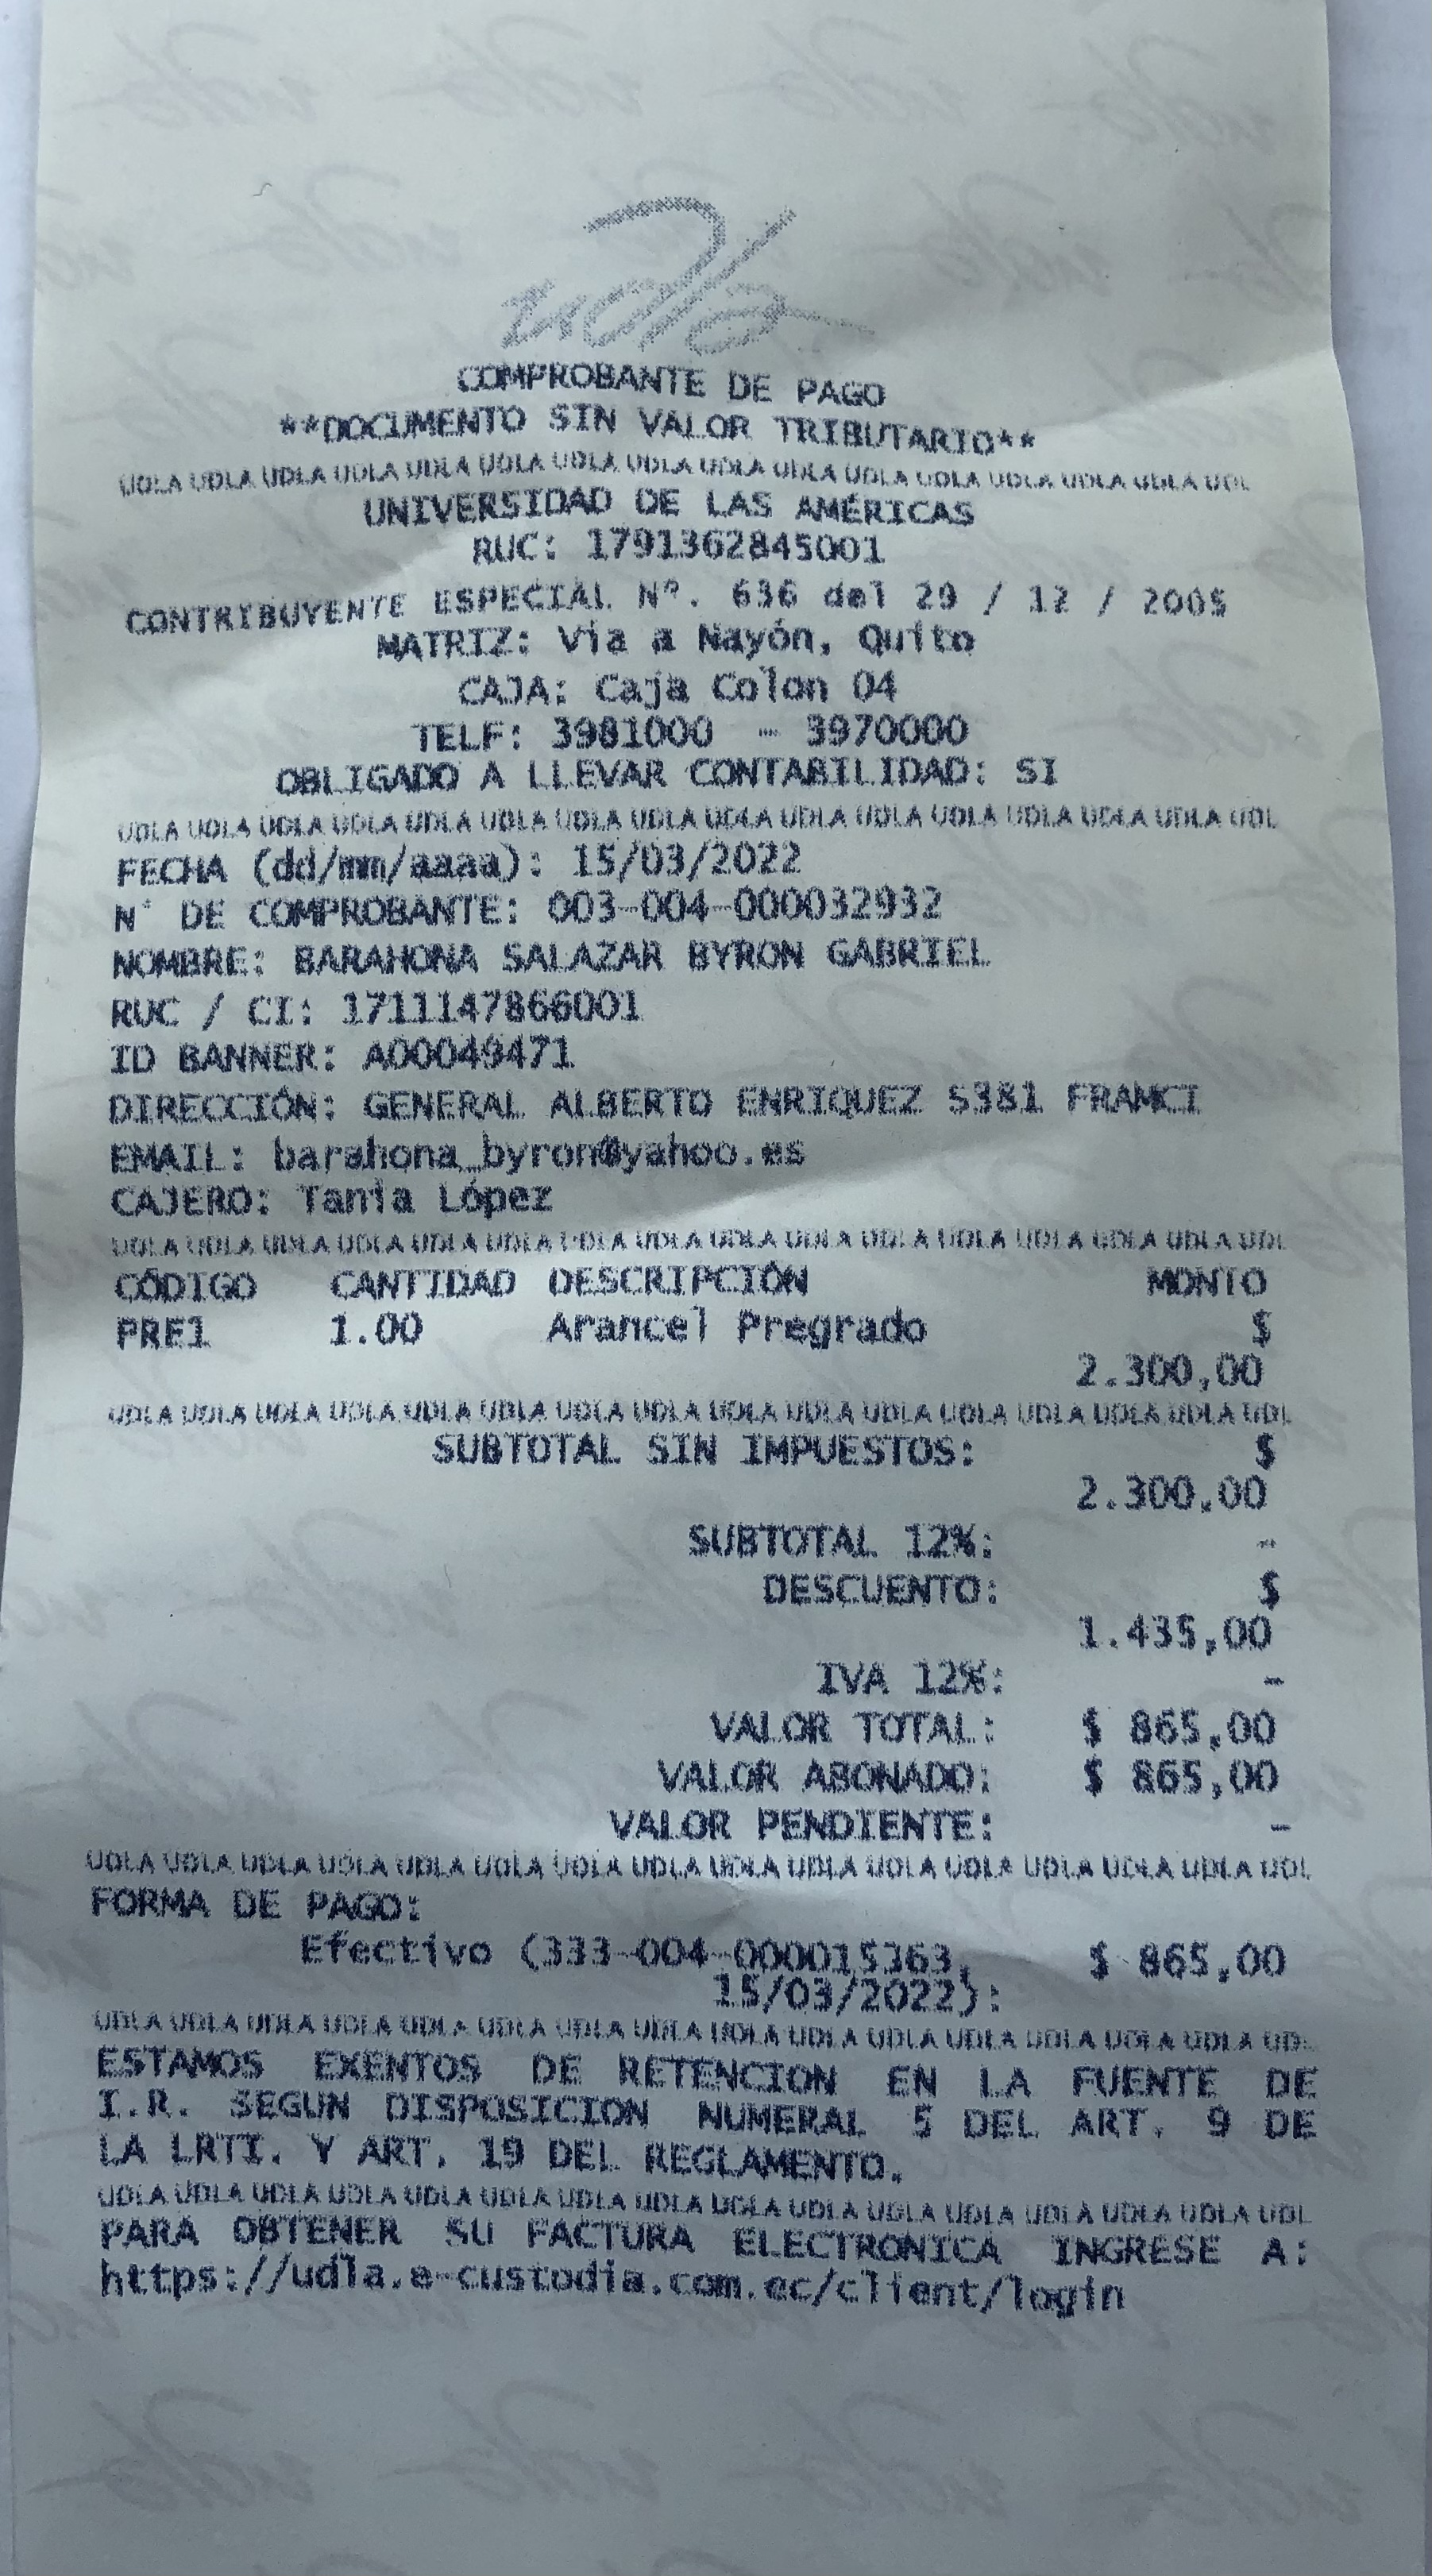 udla
COMPROBANTE DE PAGO
**DOCUMENTO SIN VALOR TRIBUTARIO**
UDLA UDLA UDLA UDLA UDLA UDLA UDLA UDLA UDLA UDLA UDLA UDLA UDLA UDLA UDLA UDL
UNIVERSIDAD DE LAS AMÉRICAS
RUC: 1791362845001
CONTRIBUYENTE ESPECIAL Nº. 636 del 29 / 12 / 2005
MATRIZ: Vía a Nayón, Quito
CAJA: Caja Colon 04
TELF: 3981000 - 3970000
OBLIGADO A LLEVAR CONTABILIDAD: SI
UDLA UDLA UDLA UDLA UDLA UDLA UDLA UDLA UDLA UDLA UDLA UDLA UDLA UDLA UDLA UDL
FECHA (dd/mm/aaaa): 15/03/2022
N° DE COMPROBANTE: 003-004-000032932
NOMBRE: BARAHONA SALAZAR BYRON GABRIEL
RUC / CI: 1711147866001
ID BANNER: A00049471
DIRECCIÓN: GENERAL ALBERTO ENRIQUEZ S381 FRAMCI
EMAIL: barahona_byron@yahoo.es
CAJERO: Tania López
UDLA UDLA UDLA UDLA UDLA UDLA UDLA UDLA UDLA UDLA UDLA UDLA UDLA UDLA UDLA UDL
CÓDIGO CANTIDAD DESCRIPCIÓN MONTO
PRE1 1.00 Arancel Pregrado $
2.300,00
UDLA UDLA UDLA UDLA UDLA UDLA UDLA UDLA UDLA UDLA UDLA UDLA UDLA UDLA UDLA UDL
SUBTOTAL SIN IMPUESTOS: $
2.300,00
SUBTOTAL 12%: -
DESCUENTO: $
1.435,00
IVA 12%: -
VALOR TOTAL: $ 865,00
VALOR ABONADO: $ 865,00
VALOR PENDIENTE: -
UDLA UDLA UDLA UDLA UDLA UDLA UDLA UDLA UDLA UDLA UDLA UDLA UDLA UDLA UDLA UDL
FORMA DE PAGO:
Efectivo (333-004-000015363, $ 865,00
15/03/2022):
UDLA UDLA UDLA UDLA UDLA UDLA UDLA UDLA UDLA UDLA UDLA UDLA UDLA UDLA UDLA UDL
ESTAMOS EXENTOS DE RETENCION EN LA FUENTE DE
I.R. SEGUN DISPOSICION NUMERAL 5 DEL ART. 9 DE
LA LRTI. Y ART. 19 DEL REGLAMENTO.
UDLA UDLA UDLA UDLA UDLA UDLA UDLA UDLA UDLA UDLA UDLA UDLA UDLA UDLA UDLA UDL
PARA OBTENER SU FACTURA ELECTRONICA INGRESE A:
https://udla.e-custodia.com.ec/client/login